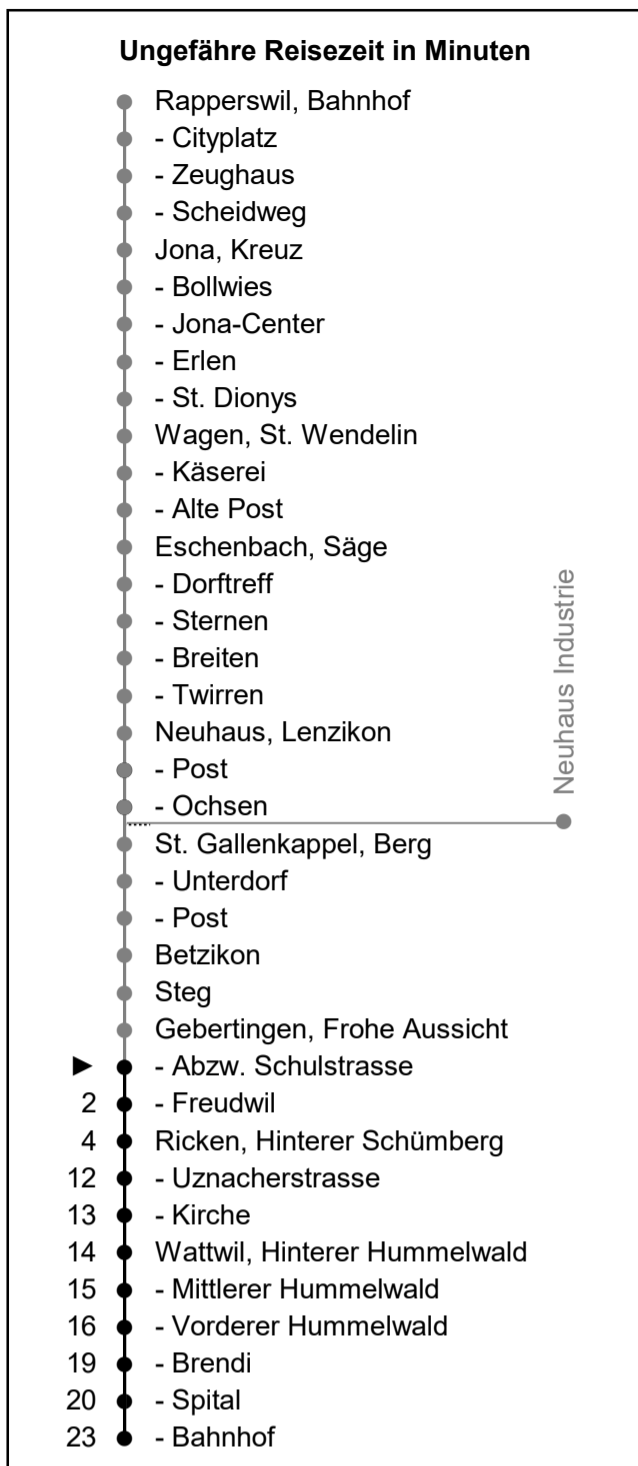 Ungefähre Reisezeit in Minuten
Rapperswil, Bahnhof
- Cityplatz
- Zeughaus
- Scheidweg
Jona, Kreuz
- Bollwies
- Jona-Center
- Erlen
- St. Dionys
Wagen, St. Wendelin
- Käserei
- Alte Post
Eschenbach, Säge
- Dorftreff
- Sternen
- Breiten
- Twirren
Neuhaus, Lenzikon
- Post
- Ochsen
Neuhaus Industrie
St. Gallenkappel, Berg
- Unterdorf
- Post
Betzikon
Steg
Gebertingen, Frohe Aussicht
► - Abzw. Schulstrasse
2 - Freudwil
4 Ricken, Hinterer Schümberg
12 - Uznacherstrasse
13 - Kirche
14 Wattwil, Hinterer Hummelwald
15 - Mittlerer Hummelwald
16 - Vorderer Hummelwald
19 - Brendi
20 - Spital
23 - Bahnhof